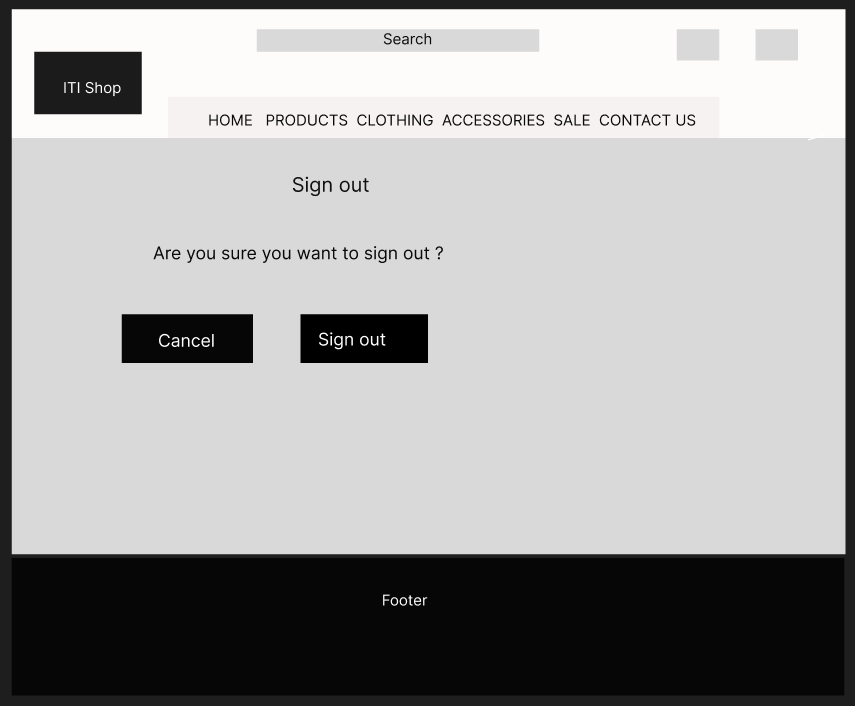 Search
ITI Shop
HOME PRODUCTS CLOTHING ACCESSORIES SALE CONTACT US
Sign out
Are you sure you want to sign out ?
Cancel
Sign out
Footer